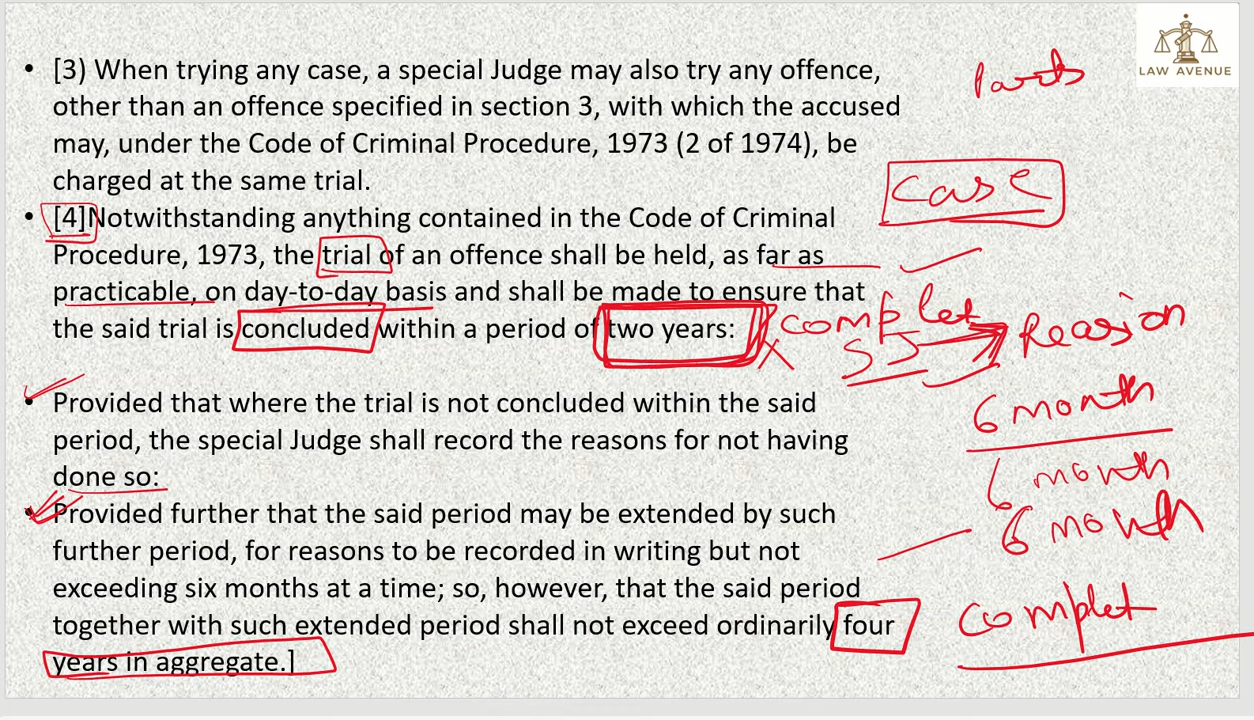 LAW AVENUE
• [3) When trying any case, a special Judge may also try any offence,
other than an offence specified in section 3, with which the accused
may, under the Code of Criminal Procedure, 1973 (2 of 1974), be
charged at the same trial.
case
• [4]Notwithstanding anything contained in the Code of Criminal
Procedure, 1973, the trial of an offence shall be held, as far as
practicable, on day-to-day basis and shall be made to ensure that
the said trial is concluded within a period of two years:
complet
SJ
Reasion
6 month
6 month
6 month
complet
• Provided that where the trial is not concluded within the said
period, the special Judge shall record the reasons for not having
done so:
• Provided further that the said period may be extended by such
further period, for reasons to be recorded in writing but not
exceeding six months at a time; so, however, that the said period
together with such extended period shall not exceed ordinarily four
years in aggregate.]